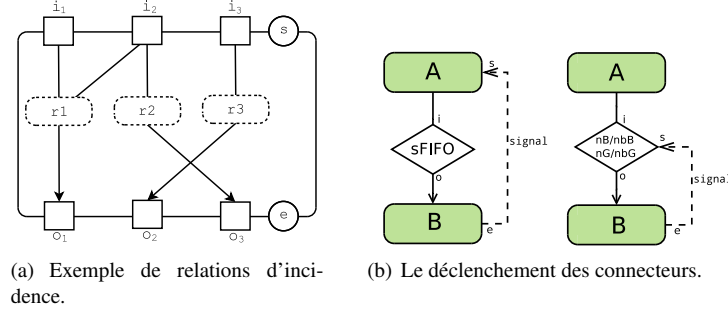 i₁ i₂ i₃ s
r1 r2 r3
o₁ o₂ o₃ e
(a) Exemple de relations d'inci-
dence.
A s
i
sFIFO
signal
o
B
e
A
i
nB/nbB
nG/nbG
s
o
signal
B
e
(b) Le déclenchement des connecteurs.